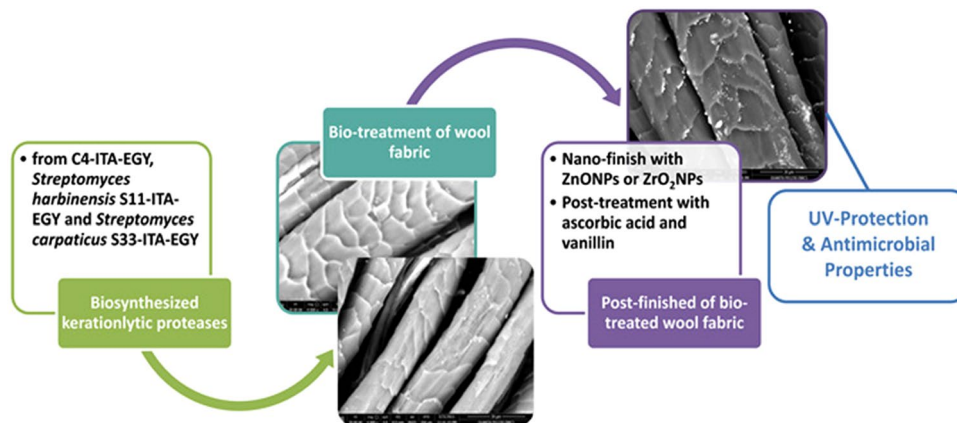 • from C4-ITA-EGY,
Streptomyces
harbinensis S11-ITA-
EGY and Streptomyces
carpaticus S33-ITA-EGY
Biosynthesized
kerationlytic proteases
Bio-treatment of wool
fabric
• Nano-finish with
ZnONPs or ZrO₂NPs
• Post-treatment with
ascorbic acid and
vanillin
Post-finished of bio-
treated wool fabric
UV-Protection
& Antimicrobial
Properties